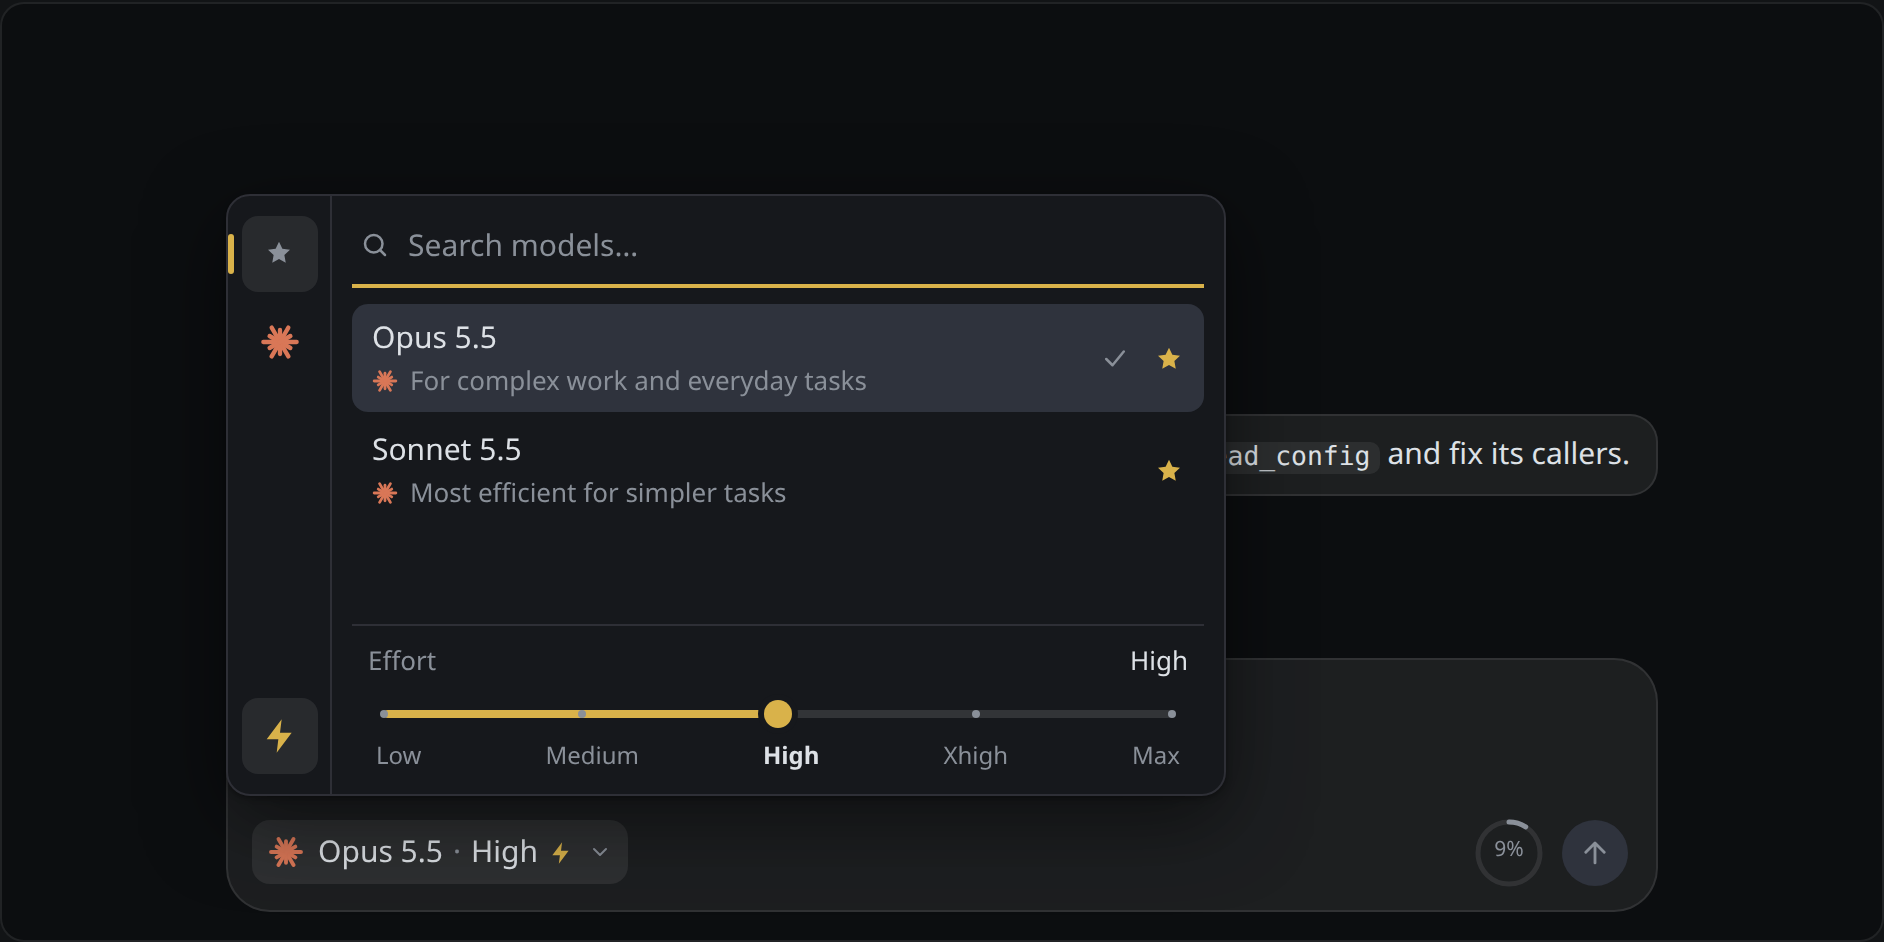 Search models...
Opus 5.5
For complex work and everyday tasks
Sonnet 5.5
Most efficient for simpler tasks
ad_config and fix its callers.
Effort High
Low Medium High Xhigh Max
Opus 5.5 · High
9%